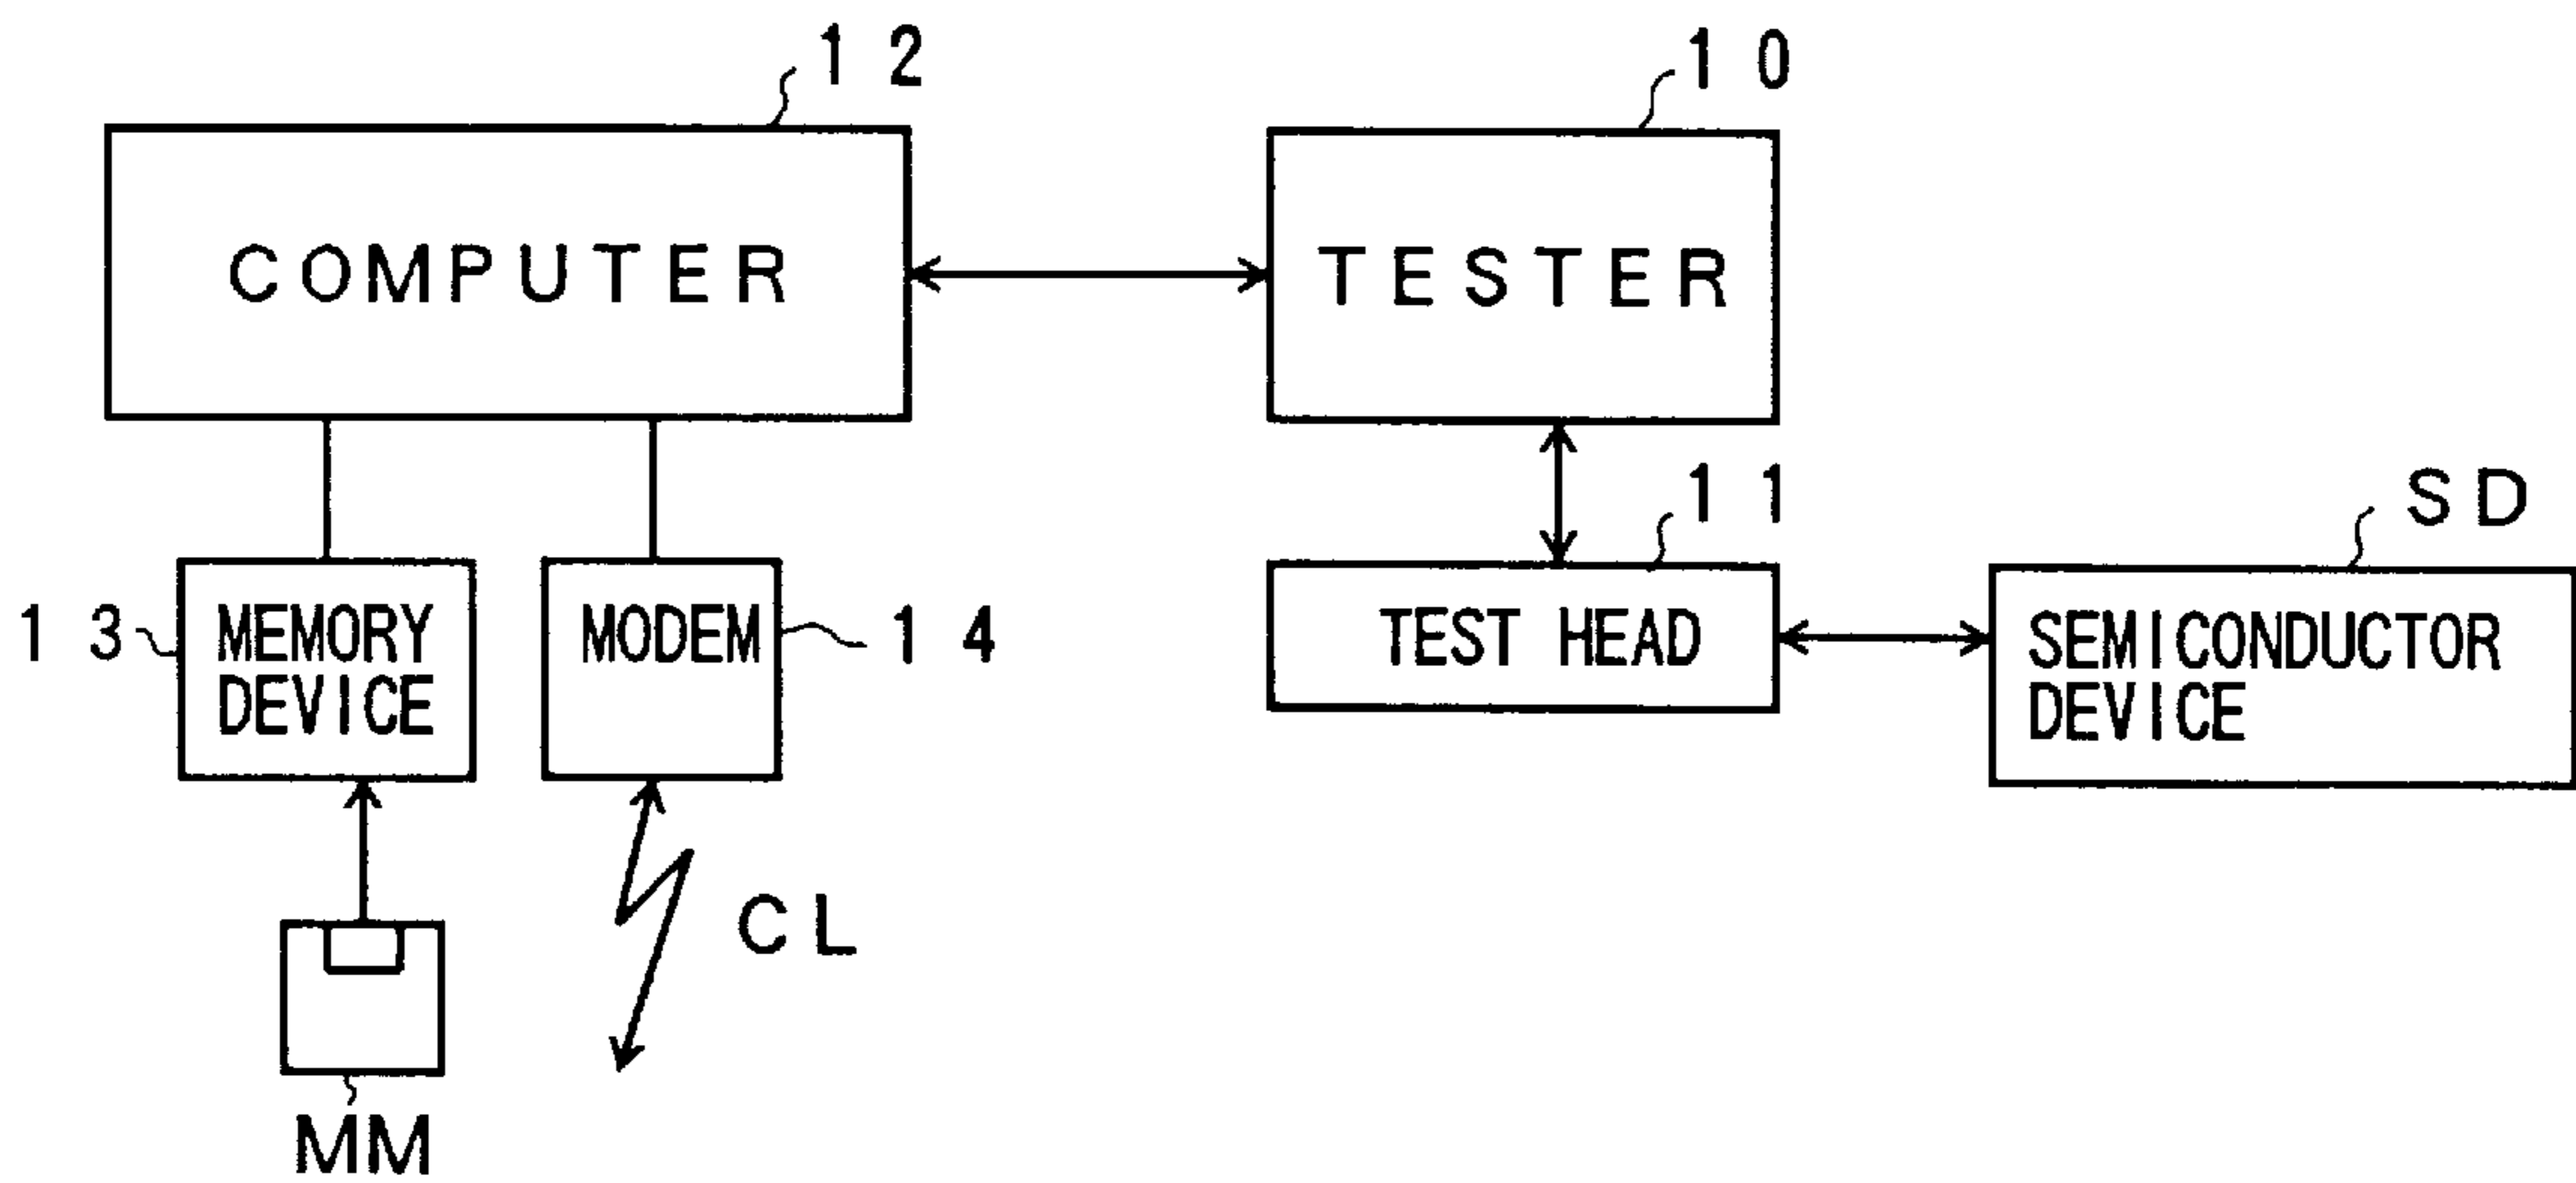 12
10
COMPUTER
TESTER
11
SD
13
MEMORY
DEVICE
MODEM
14
TEST HEAD
SEMICONDUCTOR
DEVICE
CL
MM